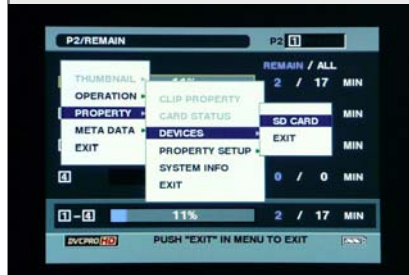 P2/REMAIN P2 1
REMAIN / ALL
THUMBNAIL 11% 2 / 17 MIN
OPERATION CLIP PROPERTY
PROPERTY CARD STATUS SD CARD MIN
META DATA DEVICES EXIT
EXIT PROPERTY SETUP MIN
SYSTEM INFO
4 EXIT 0 / 0 MIN
1-4 11% 2 / 17 MIN
DVCPRO HD PUSH "EXIT" IN MENU TO EXIT